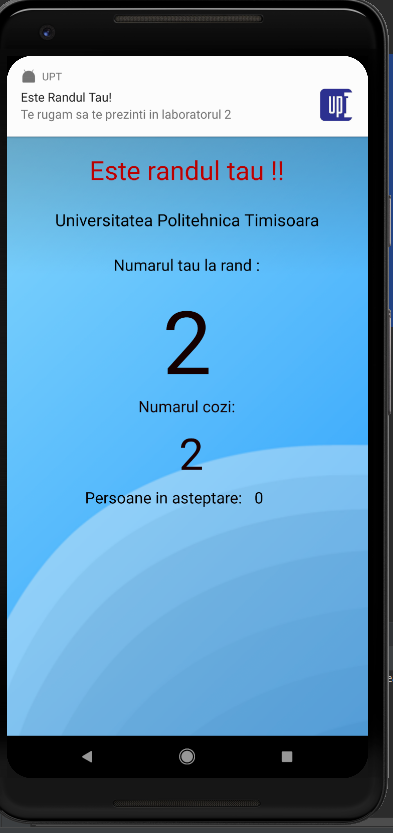 UPT
Este Randul Tau!
Te rugam sa te prezinti in laboratorul 2
upt
Este randul tau !!
Universitatea Politehnica Timisoara
Numarul tau la rand :
2
Numarul cozi:
2
Persoane in asteptare: 0